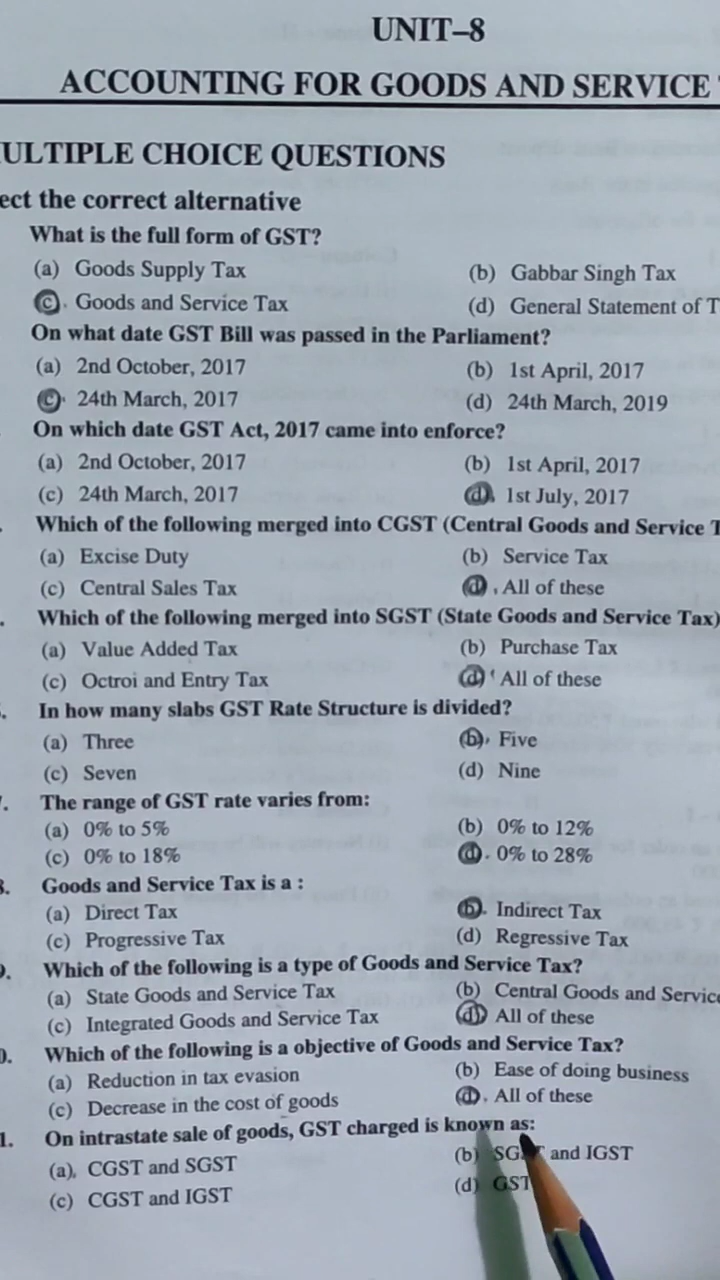 UNIT–8
ACCOUNTING FOR GOODS AND SERVICE
ULTIPLE CHOICE QUESTIONS
ect the correct alternative
What is the full form of GST?
(a) Goods Supply Tax (b) Gabbar Singh Tax
(c) Goods and Service Tax (d) General Statement of T
On what date GST Bill was passed in the Parliament?
(a) 2nd October, 2017 (b) 1st April, 2017
(c) 24th March, 2017 (d) 24th March, 2019
On which date GST Act, 2017 came into enforce?
(a) 2nd October, 2017 (b) 1st April, 2017
(c) 24th March, 2017 (d) 1st July, 2017
Which of the following merged into CGST (Central Goods and Service T
(a) Excise Duty (b) Service Tax
(c) Central Sales Tax (d) All of these
Which of the following merged into SGST (State Goods and Service Tax)
(a) Value Added Tax (b) Purchase Tax
(c) Octroi and Entry Tax (d) All of these
In how many slabs GST Rate Structure is divided?
(a) Three (b) Five
(c) Seven (d) Nine
The range of GST rate varies from:
(a) 0% to 5% (b) 0% to 12%
(c) 0% to 18% (d) 0% to 28%
8. Goods and Service Tax is a :
(a) Direct Tax (b) Indirect Tax
(c) Progressive Tax (d) Regressive Tax
9. Which of the following is a type of Goods and Service Tax?
(a) State Goods and Service Tax (b) Central Goods and Service
(c) Integrated Goods and Service Tax (d) All of these
0. Which of the following is a objective of Goods and Service Tax?
(a) Reduction in tax evasion (b) Ease of doing business
(c) Decrease in the cost of goods (d) All of these
1. On intrastate sale of goods, GST charged is known as:
(a) CGST and SGST (b) SGST and IGST
(c) CGST and IGST (d) GST